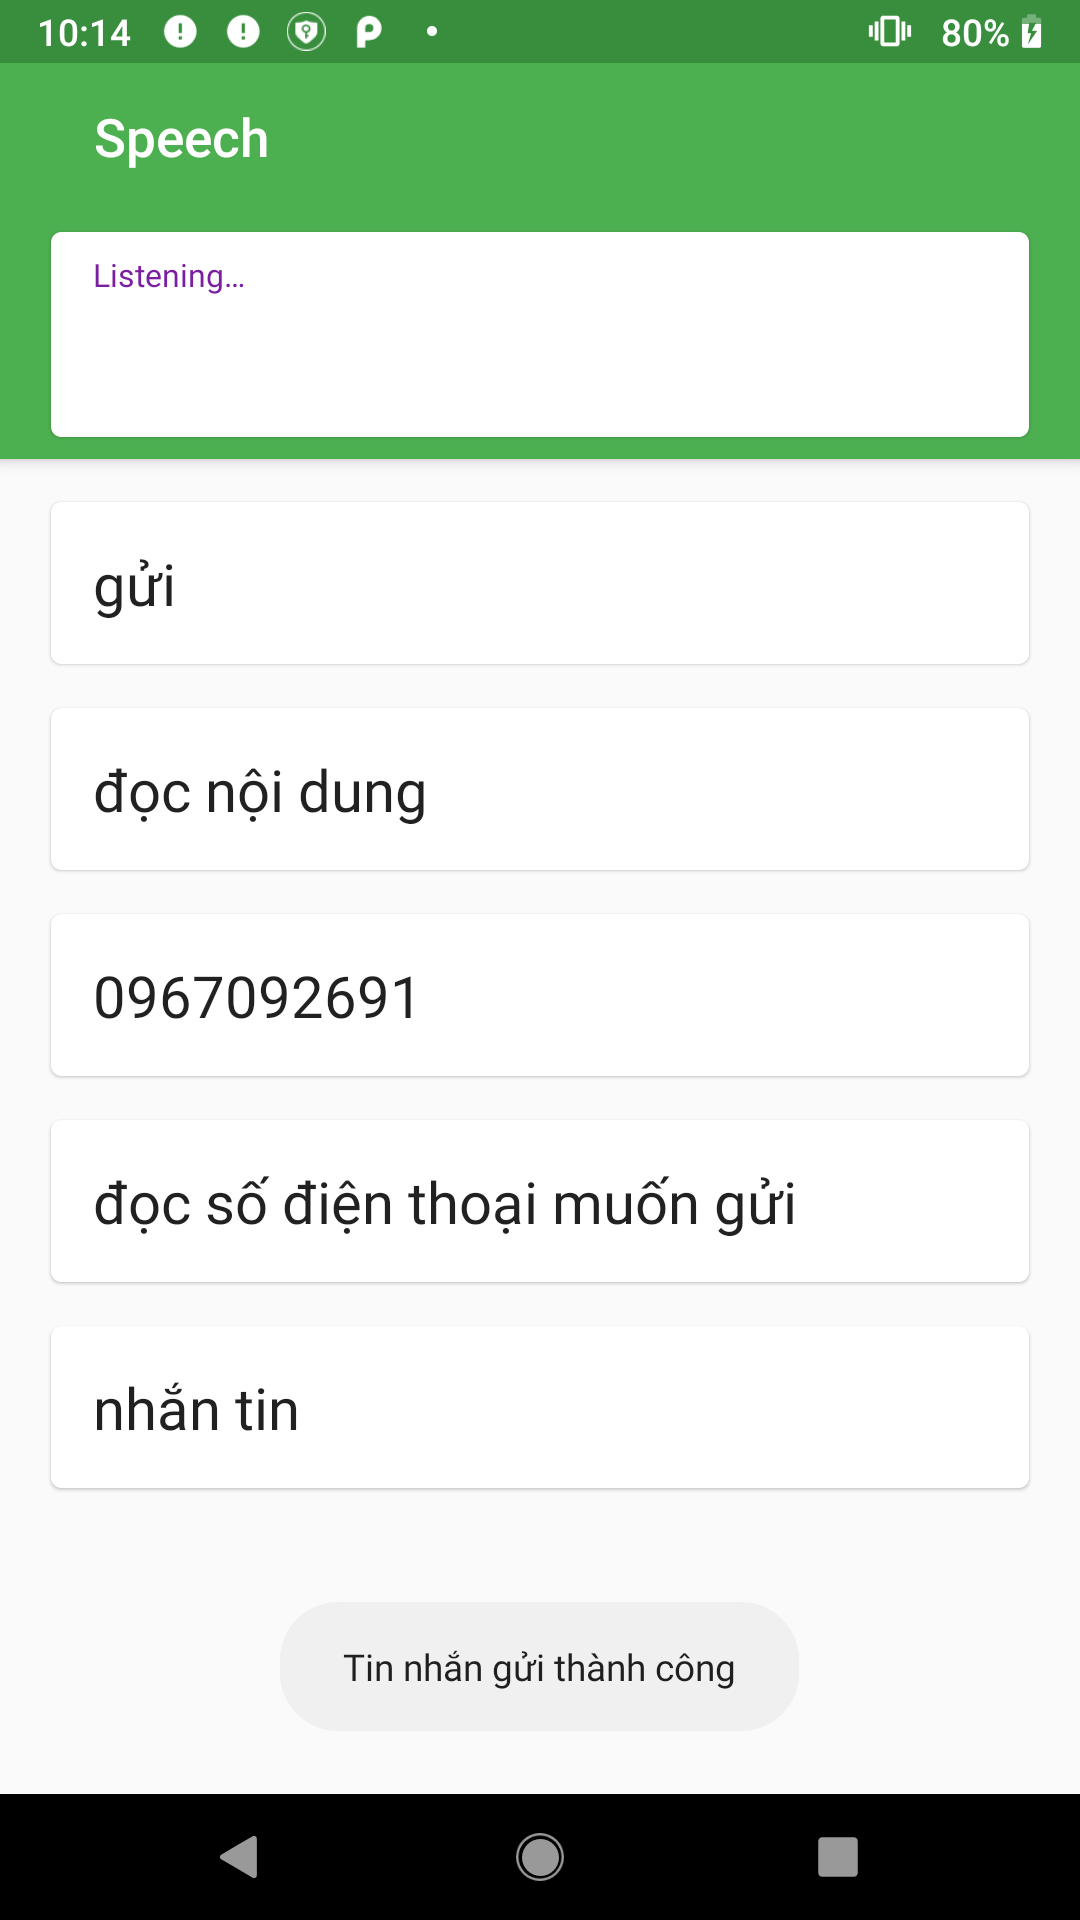 10:14
80%
Speech
Listening...
gửi
đọc nội dung
0967092691
đọc số điện thoại muốn gửi
nhắn tin
Tin nhắn gửi thành công